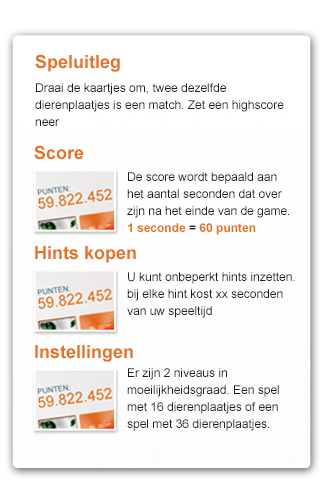 Speluitleg
Draai de kaartjes om, twee dezelfde
dierenplaatjes is een match. Zet een highscore
neer
Score
PUNTEN:
59.822.452
De score wordt bepaald aan
het aantal seconden dat over
zijn na het einde van de game.
1 seconde = 60 punten
Hints kopen
PUNTEN:
59.822.452
U kunt onbeperkt hints inzetten.
bij elke hint kost xx seconden
van uw speeltijd
Instellingen
PUNTEN:
59.822.452
Er zijn 2 niveaus in
moeilijkheidsgraad. Een spel
met 16 dierenplaatjes of een
spel met 36 dierenplaatjes.